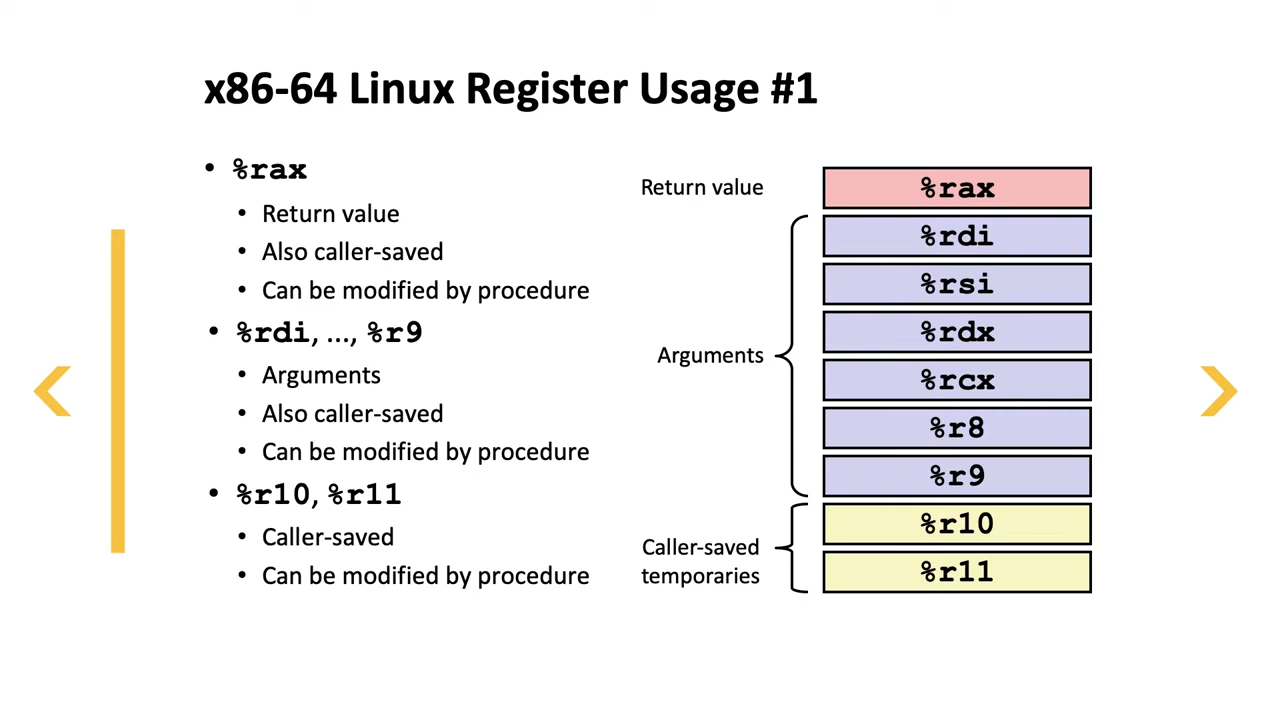 x86-64 Linux Register Usage #1
• %rax
• Return value
• Also caller-saved
• Can be modified by procedure
• %rdi, ..., %r9
• Arguments
• Also caller-saved
• Can be modified by procedure
• %r10, %r11
• Caller-saved
• Can be modified by procedure
Return value
%rax
Arguments
%rdi
%rsi
%rdx
%rcx
%r8
%r9
Caller-saved
temporaries
%r10
%r11